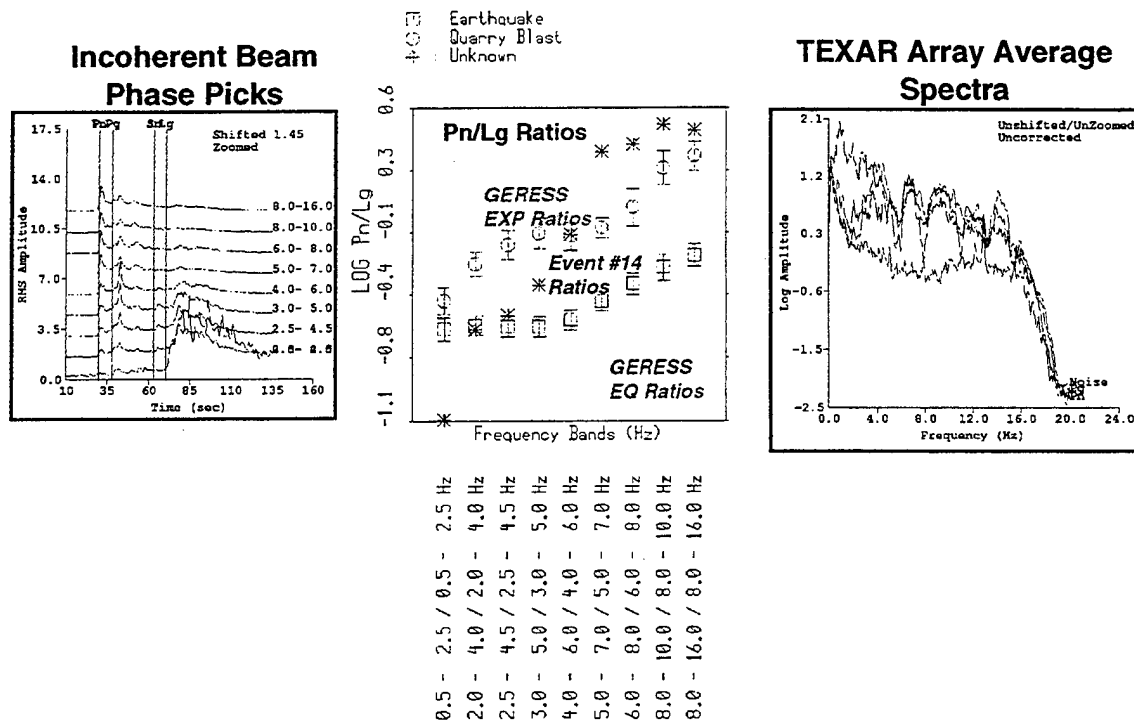 Earthquake
Quarry Blast
Unknown
Incoherent Beam
Phase Picks
PnPg
SnLg
Shifted 1.45
Zoomed
17.5
14.0
10.5
7.0
3.5
0.0
RMS Amplitude
8.0-16.0
8.0-10.0
6.0- 8.0
5.0- 7.0
4.0- 6.0
3.0- 5.0
2.5- 4.5
10 35 60 85 110 135 160
Time (sec)
Pn/Lg Ratios
GERESS
EXP Ratios
Event #14
Ratios
GERESS
EQ Ratios
LOG Pn/Lg
0.6
0.3
-0.1
-0.4
-0.8
-1.1
Frequency Bands (Hz)
0.5 - 2.5 / 0.5 - 2.5 Hz
2.0 - 4.0 / 2.0 - 4.0 Hz
2.5 - 4.5 / 2.5 - 4.5 Hz
3.0 - 5.0 / 3.0 - 5.0 Hz
4.0 - 6.0 / 4.0 - 6.0 Hz
5.0 - 7.0 / 5.0 - 7.0 Hz
6.0 - 8.0 / 6.0 - 8.0 Hz
8.0 - 10.0 / 8.0 - 10.0 Hz
8.0 - 16.0 / 8.0 - 16.0 Hz
TEXAR Array Average
Spectra
Unshifted/UnZoomed
Uncorrected
2.1
1.2
0.3
-0.6
-1.5
-2.5
Log Amplitude
Noise
0.0 4.0 8.0 12.0 16.0 20.0 24.0
Frequency (Hz)